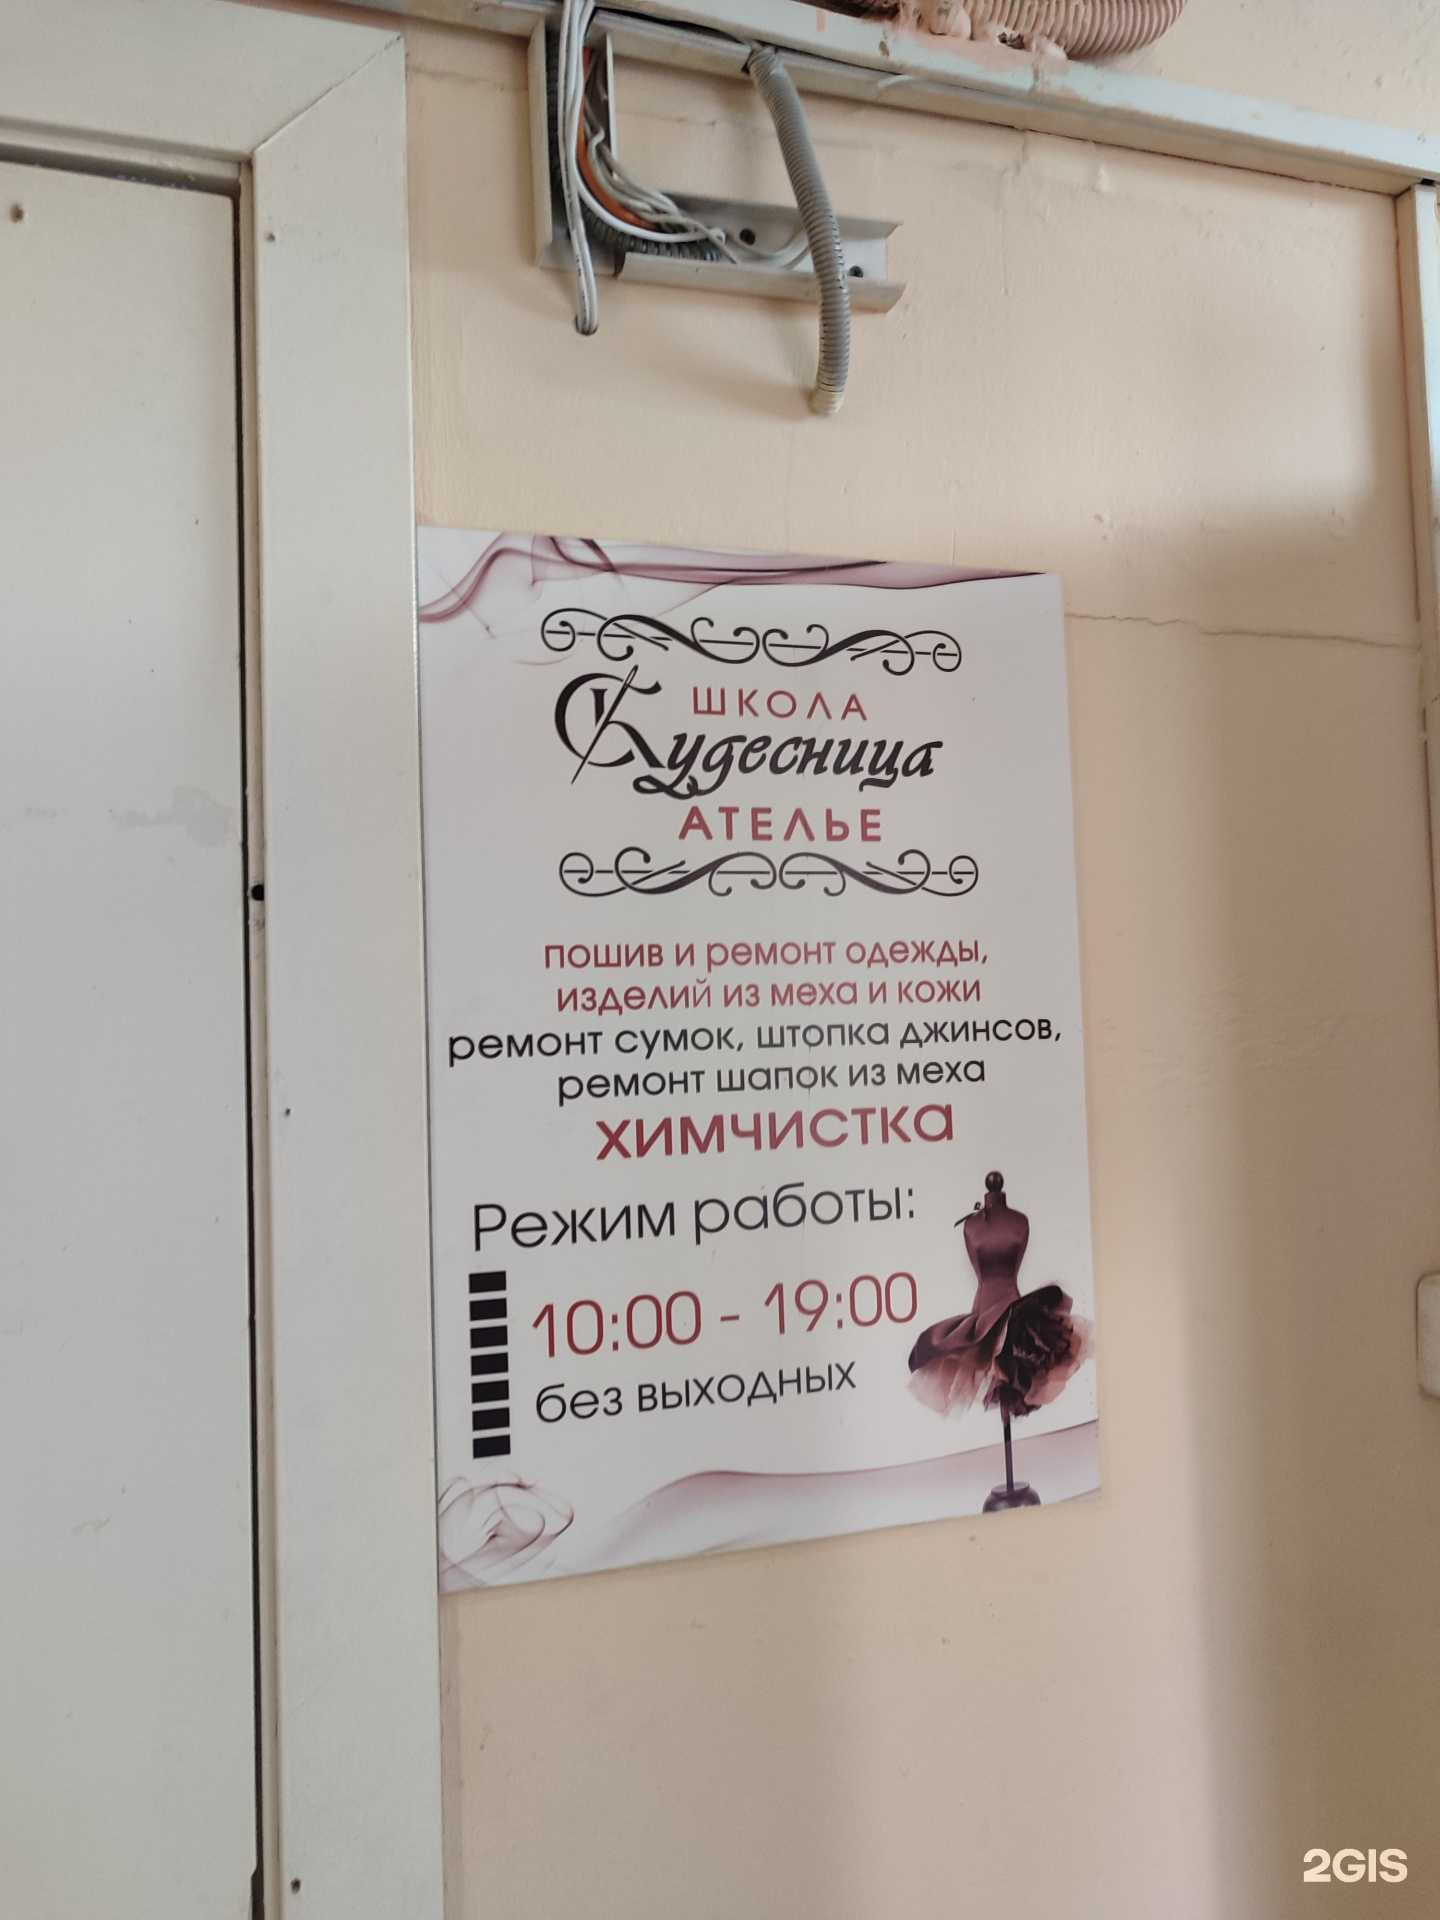 ШКОЛА
Кудесница
АТЕЛЬЕ
пошив и ремонт одежды,
изделий из меха и кожи
ремонт сумок, штопка джинсов,
ремонт шапок из меха
химчистка
Режим работы:
10:00 - 19:00
без выходных
2GIS